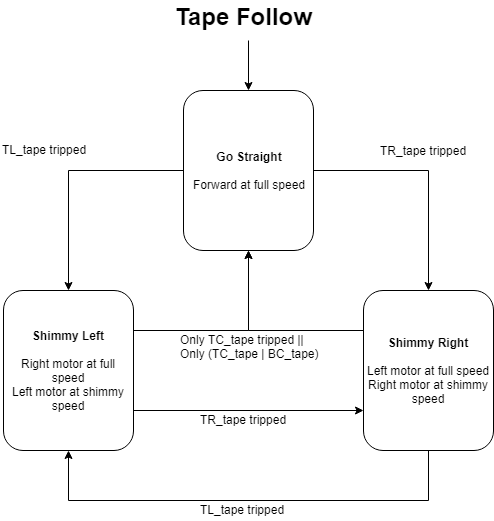 Tape Follow
Go Straight
Forward at full speed
TL_tape tripped
TR_tape tripped
Shimmy Left
Right motor at full
speed
Left motor at shimmy
speed
Only TC_tape tripped ||
Only (TC_tape | BC_tape)
Shimmy Right
Left motor at full speed
Right motor at shimmy
speed
TR_tape tripped
TL_tape tripped